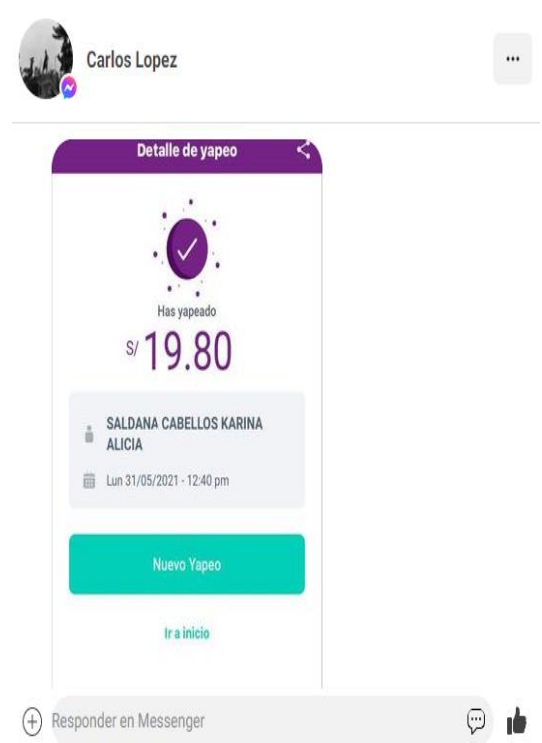 Carlos Lopez
Detalle de yapeo
Has yapeado
S/ 19.80
SALDANA CABELLOS KARINA
ALICIA
Lun 31/05/2021 - 12:40 pm
Nuevo Yapeo
Ir a inicio
Responder en Messenger